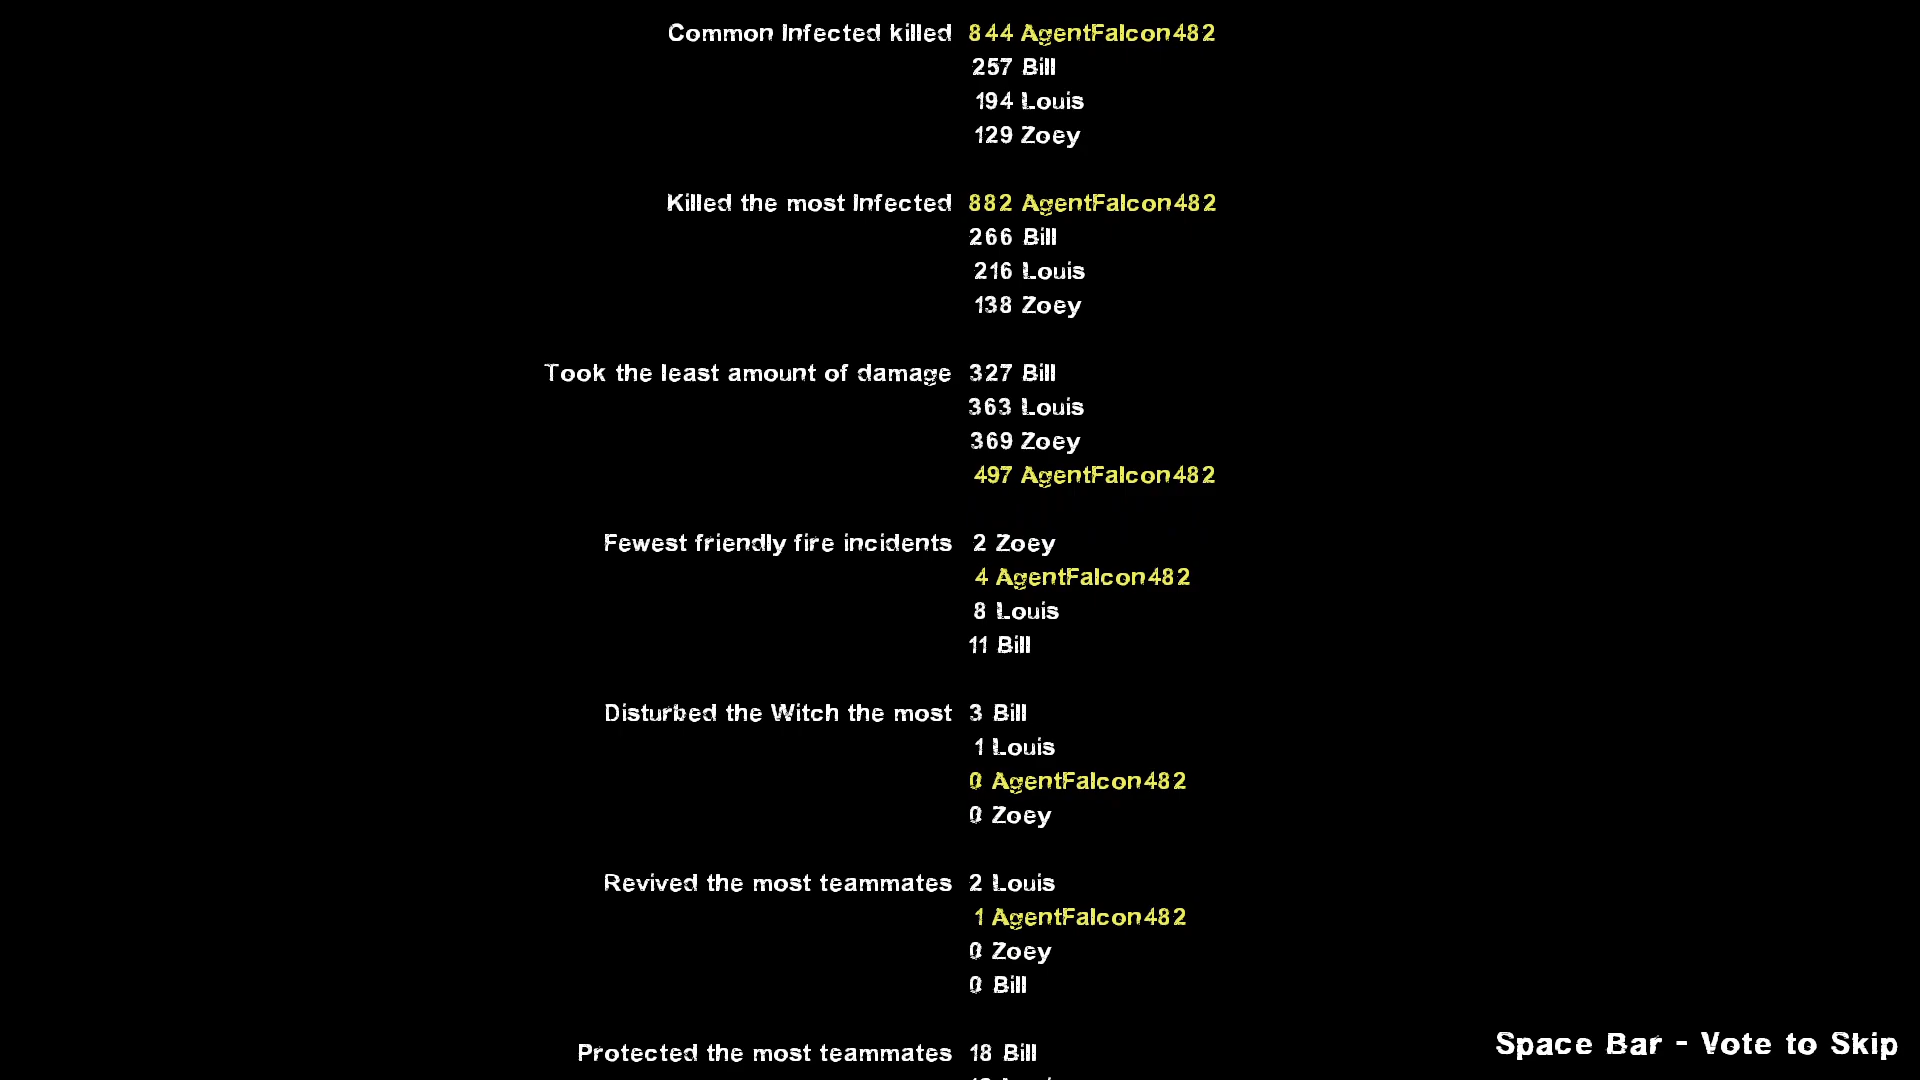 Common Infected killed 844 AgentFalcon482
257 Bill
194 Louis
129 Zoey
Killed the most Infected 882 AgentFalcon482
266 Bill
216 Louis
138 Zoey
Took the least amount of damage 327 Bill
363 Louis
369 Zoey
497 AgentFalcon482
Fewest friendly fire incidents 2 Zoey
4 AgentFalcon482
8 Louis
11 Bill
Disturbed the Witch the most 3 Bill
1 Louis
0 AgentFalcon482
0 Zoey
Revived the most teammates 2 Louis
1 AgentFalcon482
0 Zoey
0 Bill
Protected the most teammates 18 Bill
Space Bar - Vote to Skip